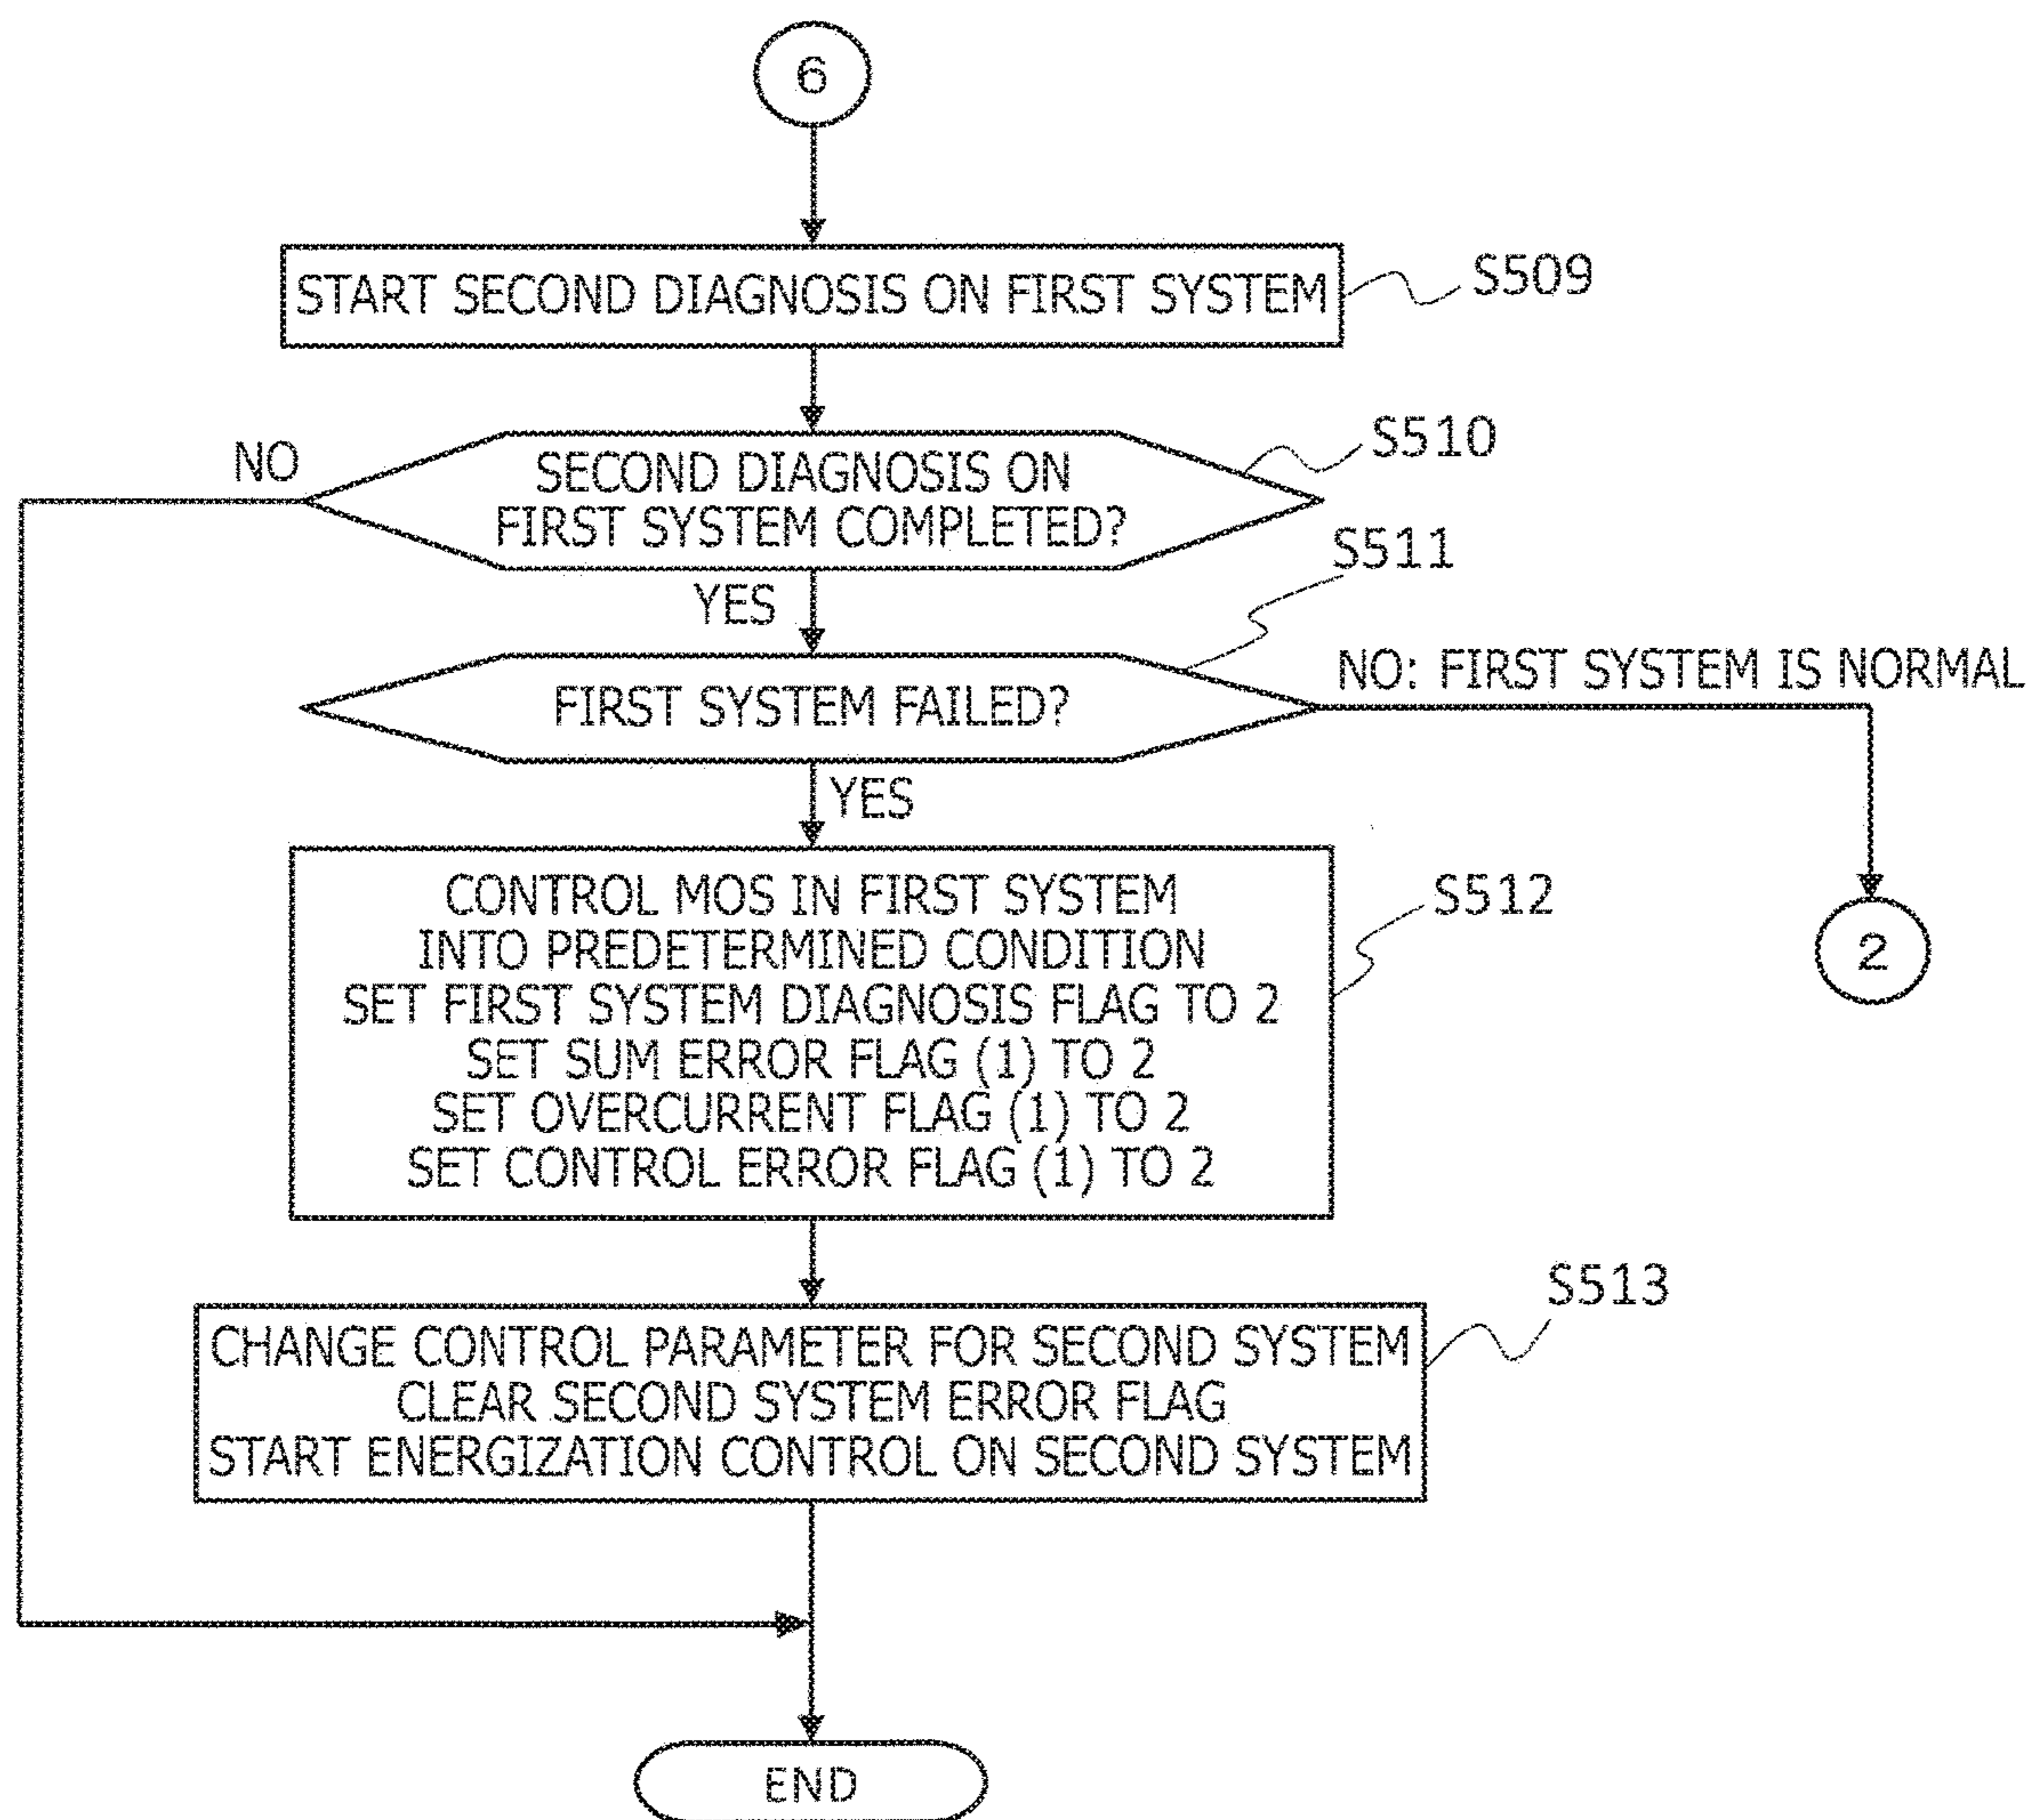 6
START SECOND DIAGNOSIS ON FIRST SYSTEM
S509
NO
SECOND DIAGNOSIS ON
FIRST SYSTEM COMPLETED?
S510
YES
S511
FIRST SYSTEM FAILED?
NO: FIRST SYSTEM IS NORMAL
YES
CONTROL MOS IN FIRST SYSTEM
INTO PREDETERMINED CONDITION
SET FIRST SYSTEM DIAGNOSIS FLAG TO 2
SET SUM ERROR FLAG (1) TO 2
SET OVERCURRENT FLAG (1) TO 2
SET CONTROL ERROR FLAG (1) TO 2
S512
2
CHANGE CONTROL PARAMETER FOR SECOND SYSTEM
CLEAR SECOND SYSTEM ERROR FLAG
START ENERGIZATION CONTROL ON SECOND SYSTEM
S513
END